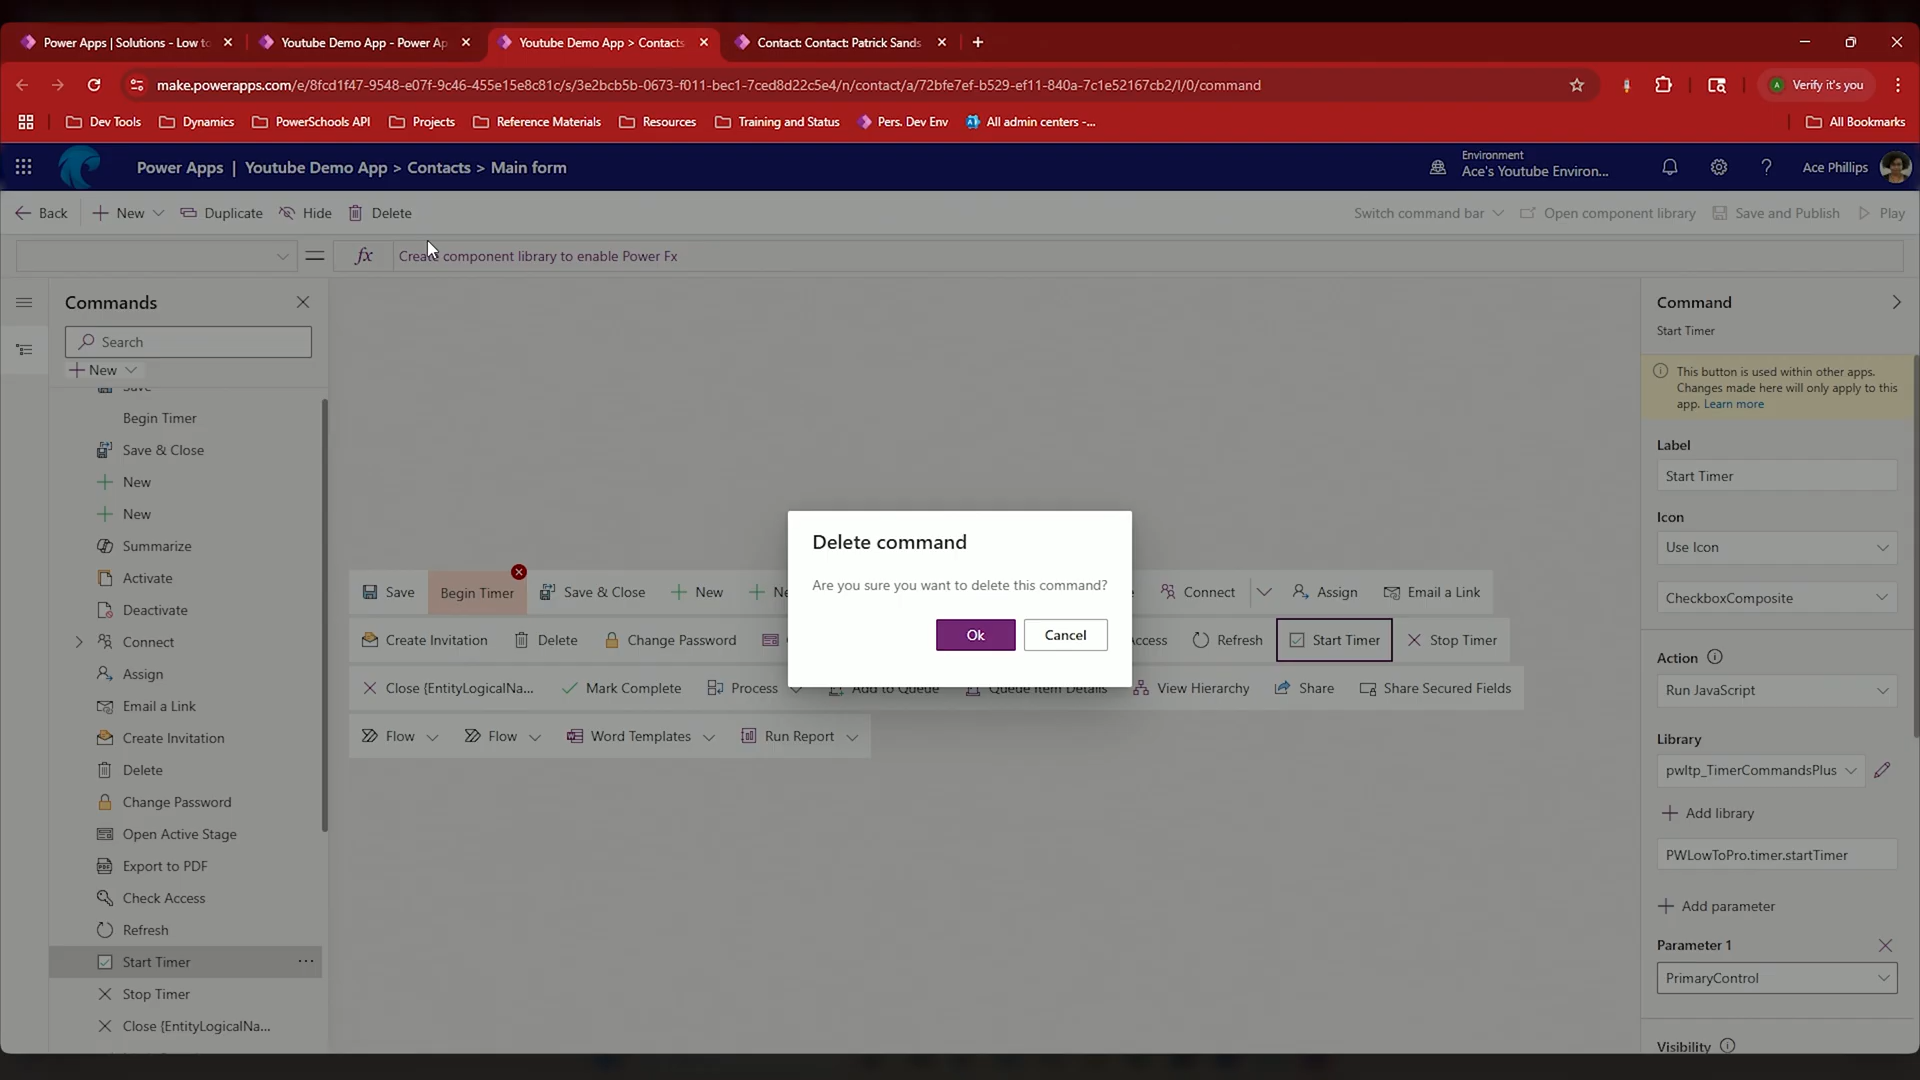 Power Apps | Solutions - Low to
Youtube Demo App - Power Ap
Youtube Demo App > Contacts
Contact: Contact: Patrick Sands
make.powerapps.com/e/8fcd1f47-9548-e07f-9c46-455e15e8c81c/s/3e2bcb5b-0673-f011-bec1-7ced8d22c5e4/n/contact/a/72bfe7ef-b529-ef11-840a-7c1e52167cb2/l/0/command
A Verify it's you
Dev Tools Dynamics PowerSchools API Projects Reference Materials Resources Training and Status Pers. Dev Env All admin centers -...
All Bookmarks
Power Apps | Youtube Demo App > Contacts > Main form
Environment
Ace's Youtube Environ...
Ace Phillips
Back New Duplicate Hide Delete
Switch command bar Open component library Save and Publish Play
fx Create component library to enable Power Fx
Commands
Search
New
Save
Begin Timer
Save & Close
New
New
Summarize
Activate
Deactivate
Connect
Assign
Email a Link
Create Invitation
Delete
Change Password
Open Active Stage
Export to PDF
Check Access
Refresh
Start Timer ...
Stop Timer
Close {EntityLogicalNa...
Save Begin Timer Save & Close New Connect Assign Email a Link
Create Invitation Delete Change Password Refresh Start Timer Stop Timer
Close {EntityLogicalNa... Mark Complete Process Add to Queue Queue Item Details View Hierarchy Share Share Secured Fields
Flow Flow Word Templates Run Report
Delete command
Are you sure you want to delete this command?
Ok Cancel
Command
Start Timer
This button is used within other apps.
Changes made here will only apply to this
app. Learn more
Label
Start Timer
Icon
Use Icon
CheckboxComposite
Action
Run JavaScript
Library
pwltp_TimerCommandsPlus
Add library
PWLowToPro.timer.startTimer
Add parameter
Parameter 1
PrimaryControl
Visibility